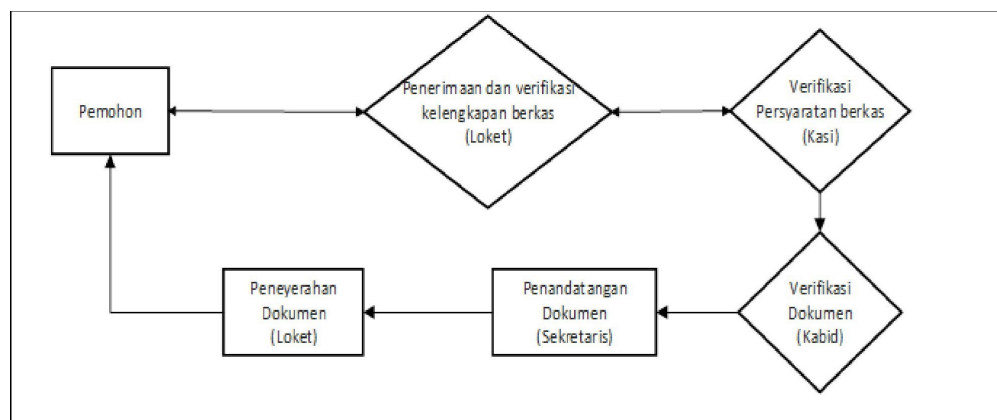 Pemohon
Penerimaan dan verifikasi
kelengkapan berkas
(Loket)
Verifikasi
Persyaratan berkas
(Kasi)
Peneyerahan
Dokumen
(Loket)
Penandatangan
Dokumen
(Sekretaris)
Verifikasi
Dokumen
(Kabid)